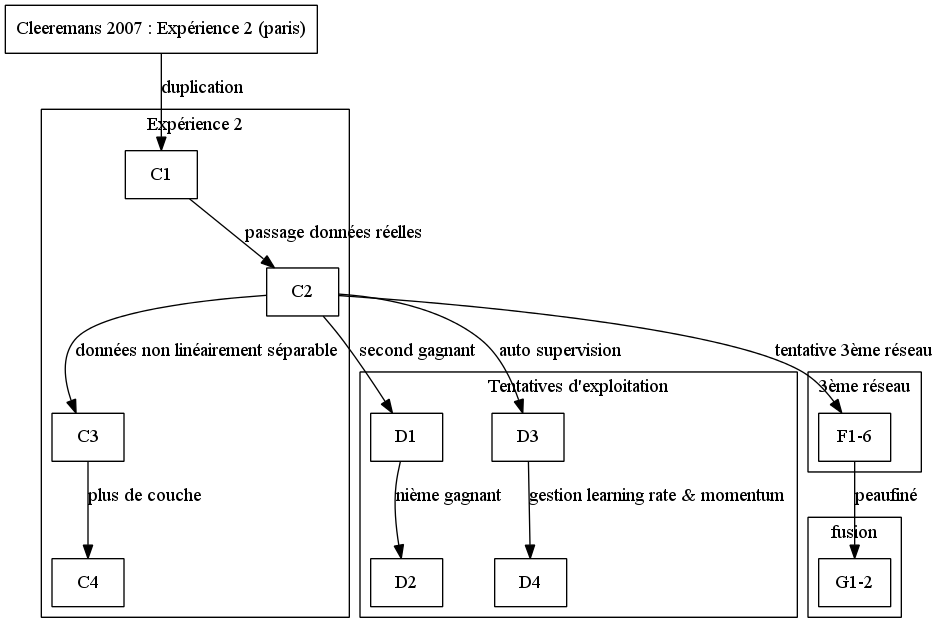 Cleeremans 2007 : Expérience 2 (paris)
duplication
Expérience 2
C1
passage données réelles
C2
données non linéairement séparable
second gagnant
auto supervision
tentative 3ème réseau
Tentatives d'exploitation
3ème réseau
C3
D1
D3
F1-6
plus de couche
nième gagnant
gestion learning rate & momentum
peaufiné
fusion
C4
D2
D4
G1-2